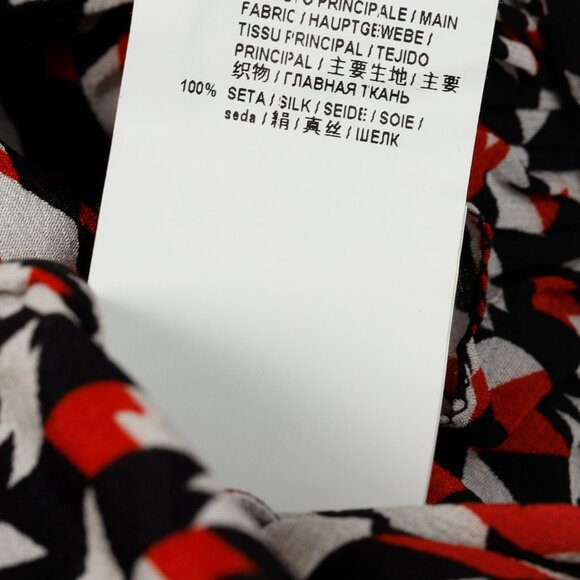 PRINCIPALE / MAIN
FABRIC / HAUPTGEWEBE /
TISSU PRINCIPAL / TEJIDO
PRINCIPAL / 主要生地 / 主要
织物 / ГЛАВНАЯ ТКАНЬ
100% SETA / SILK / SEIDE / SOIE /
seda / 絹 / 真丝 / ШЕЛК